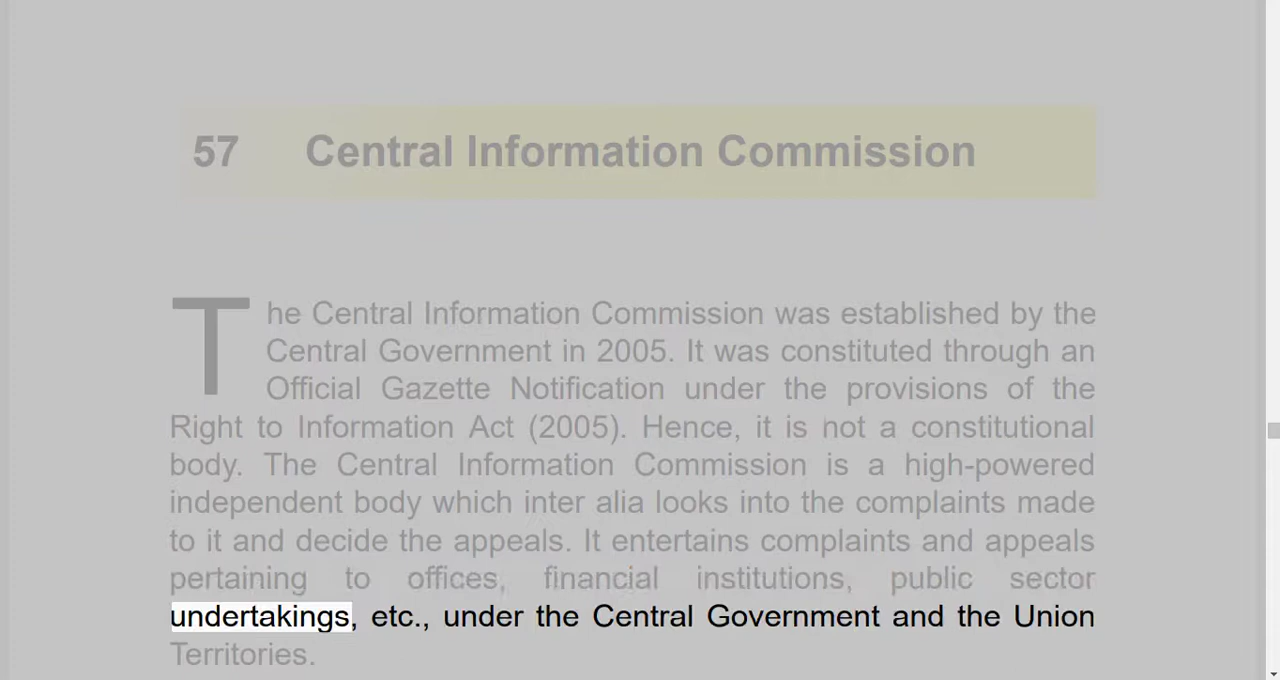 57 Central Information Commission
The Central Information Commission was established by the
Central Government in 2005. It was constituted through an
Official Gazette Notification under the provisions of the
Right to Information Act (2005). Hence, it is not a constitutional
body. The Central Information Commission is a high-powered
independent body which inter alia looks into the complaints made
to it and decide the appeals. It entertains complaints and appeals
pertaining to offices, financial institutions, public sector
undertakings, etc., under the Central Government and the Union
Territories.